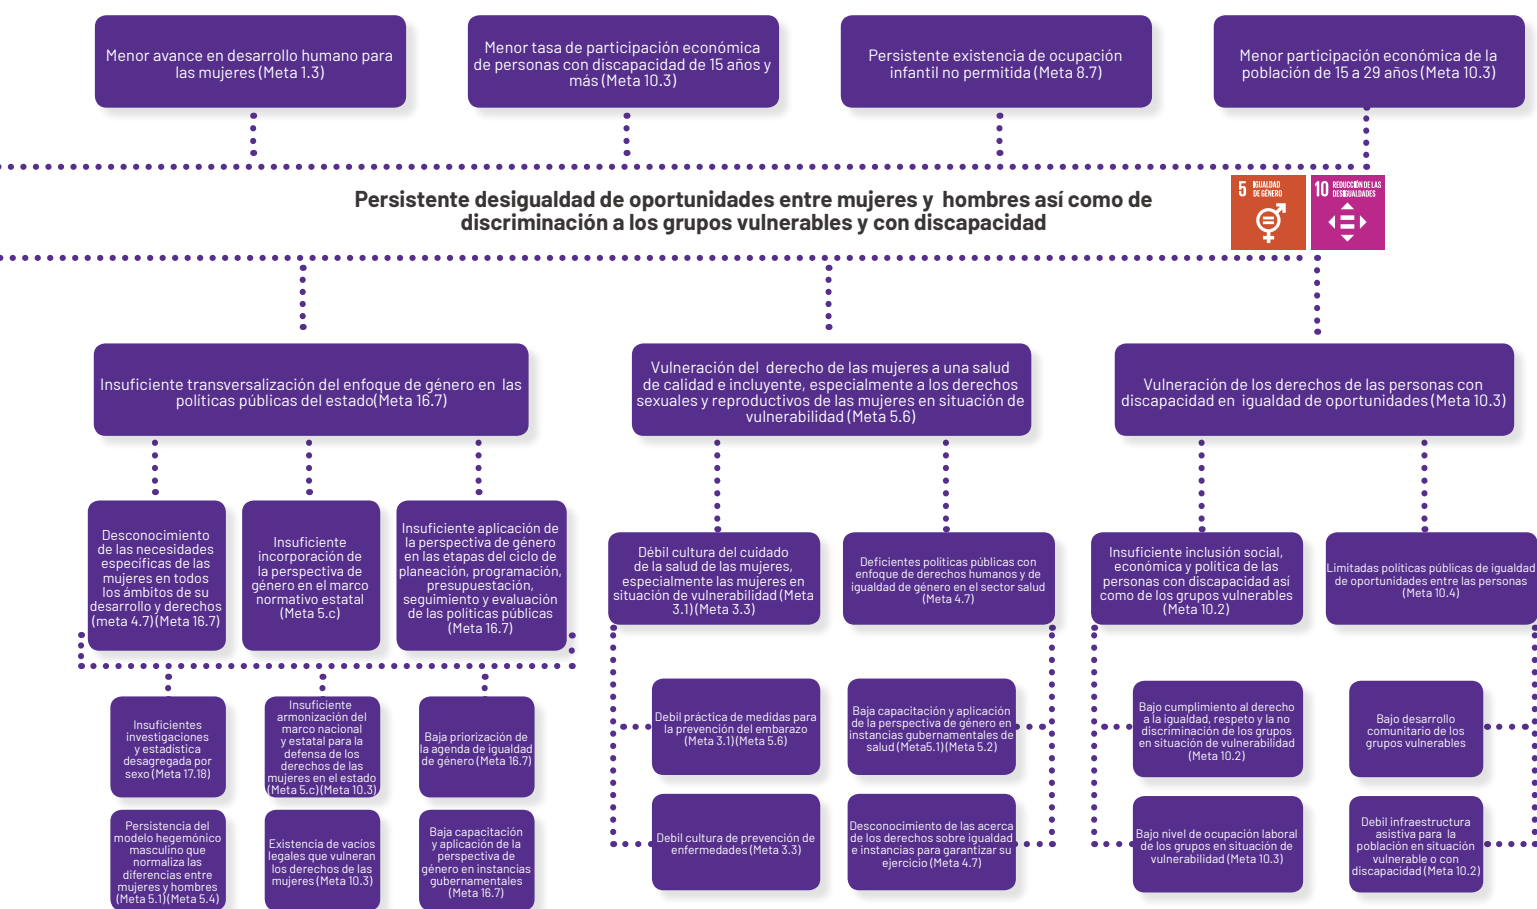 Menor avance en desarrollo humano para
las mujeres (Meta 1.3)
Menor tasa de participación económica
de personas con discapacidad de 15 años y
más (Meta 10.3)
Persistente existencia de ocupación
infantil no permitida (Meta 8.7)
Menor participación económica de la
población de 15 a 29 años (Meta 10.3)
Persistente desigualdad de oportunidades entre mujeres y hombres así como de
discriminación a los grupos vulnerables y con discapacidad
5 IGUALDAD
DE GÉNERO
10 REDUCCIÓN DE LAS
DESIGUALDADES
Insuficiente transversalización del enfoque de género en las
políticas públicas del estado(Meta 16.7)
Vulneración del derecho de las mujeres a una salud
de calidad e incluyente, especialmente a los derechos
sexuales y reproductivos de las mujeres en situación de
vulnerabilidad (Meta 5.6)
Vulneración de los derechos de las personas con
discapacidad en igualdad de oportunidades (Meta 10.3)
Desconocimiento
de las necesidades
específicas de las
mujeres en todos
los ámbitos de su
desarrollo y derechos
(meta 4.7)(Meta 16.7)
Insuficiente
incorporación de
la perspectiva de
género en el marco
normativo estatal
(Meta 5.c)
Insuficiente aplicación de
la perspectiva de género
en las etapas del ciclo de
planeación, programación,
presupuestación,
seguimiento y evaluación
de las políticas públicas
(Meta 16.7)
Débil cultura del cuidado
de la salud de las mujeres,
especialmente las mujeres en
situación de vulnerabilidad (Meta
3.1)(Meta 3.3)
Deficientes políticas públicas con
enfoque de derechos humanos y de
igualdad de género en el sector salud
(Meta 4.7)
Insuficiente inclusión social,
económica y política de las
personas con discapacidad así
como de los grupos vulnerables
(Meta 10.2)
Limitadas políticas públicas de igualdad
de oportunidades entre las personas
(Meta 10.4)
Insuficientes
investigaciones
y estadística
desagregada por
sexo (Meta 17.18)
Insuficiente
armonización del
marco nacional
y estatal para la
defensa de los
derechos de las
mujeres en el estado
(Meta 5.c)(Meta 10.3)
Baja priorización de
la agenda de igualdad
de género (Meta 16.7)
Debil práctica de medidas para
la prevención del embarazo
(Meta 3.1)(Meta 5.6)
Baja capacitación y aplicación
de la perspectiva de género en
instancias gubernamentales de
salud (Meta5.1)(Meta 5.2)
Bajo cumplimiento al derecho
a la igualdad, respeto y la no
discriminación de los grupos
en situación de vulnerabilidad
(Meta 10.2)
Bajo desarrollo
comunitario de los
grupos vulnerables
Persistencia del
modelo hegemónico
masculino que
normaliza las
diferencias entre
mujeres y hombres
(Meta 5.1)(Meta 5.4)
Existencia de vacíos
legales que vulneran
los derechos de las
mujeres (Meta 10.3)
Baja capacitación
y aplicación de la
perspectiva de
género en instancias
gubernamentales
(Meta 16.7)
Debil cultura de prevención de
enfermedades (Meta 3.3)
Desconocimiento de las acerca
de los derechos sobre igualdad
e instancias para garantizar su
ejercicio (Meta 4.7)
Bajo nivel de ocupación laboral
de los grupos en situación de
vulnerabilidad (Meta 10.3)
Debil infraestructura
asistiva para la
población en situación
vulnerable o con
discapacidad (Meta 10.2)